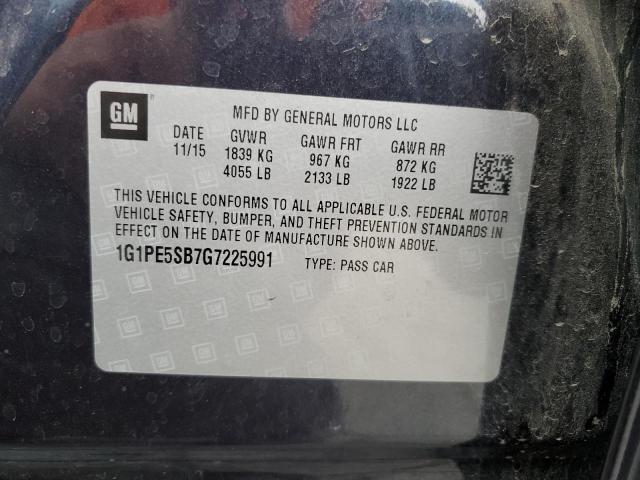 GM
MFD BY GENERAL MOTORS LLC
DATE GVWR GAWR FRT GAWR RR
11/15 1839 KG 967 KG 872 KG
4055 LB 2133 LB 1922 LB
THIS VEHICLE CONFORMS TO ALL APPLICABLE U.S. FEDERAL MOTOR
VEHICLE SAFETY, BUMPER, AND THEFT PREVENTION STANDARDS IN
EFFECT ON THE DATE OF MANUFACTURE SHOWN ABOVE.
1G1PE5SB7G7225991 TYPE: PASS CAR